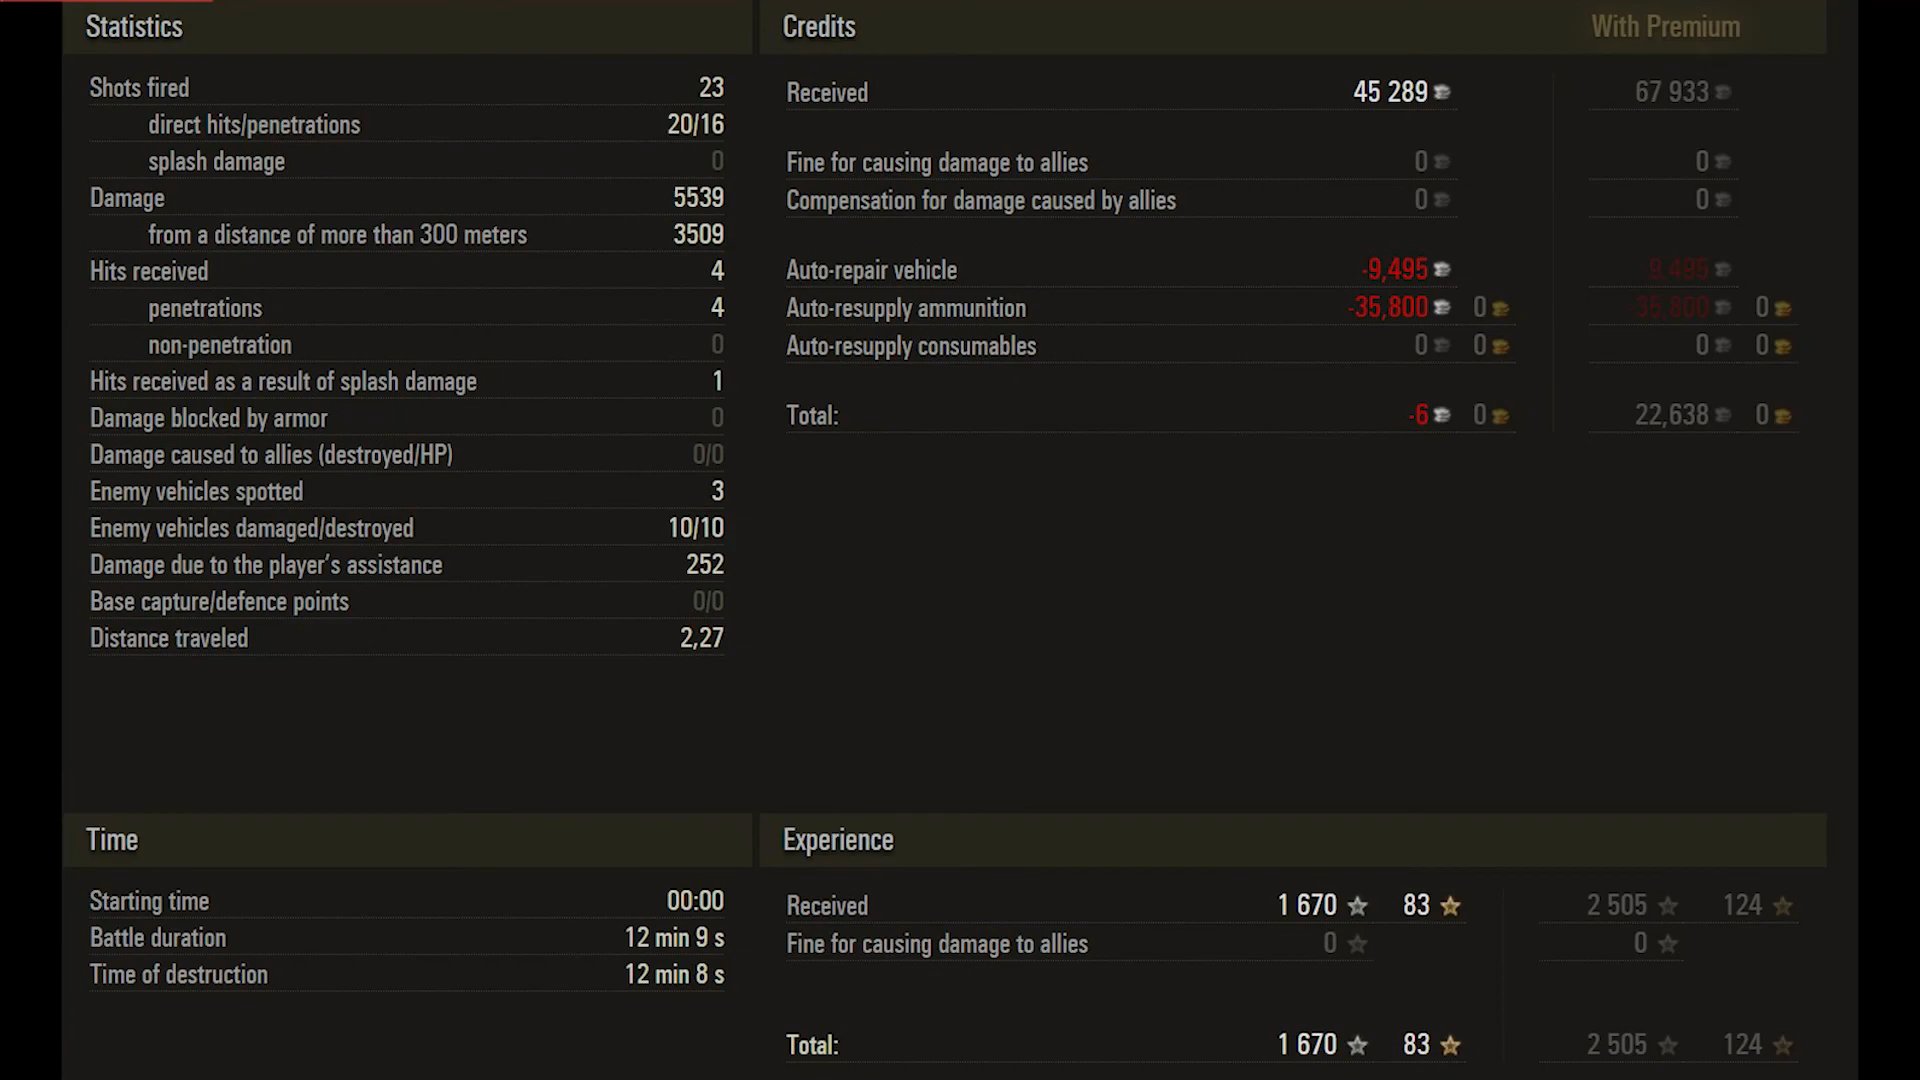 Statistics
Shots fired 23
direct hits/penetrations 20/16
splash damage 0
Damage 5539
from a distance of more than 300 meters 3509
Hits received 4
penetrations 4
non-penetration 0
Hits received as a result of splash damage 1
Damage blocked by armor 0
Damage caused to allies (destroyed/HP) 0/0
Enemy vehicles spotted 3
Enemy vehicles damaged/destroyed 10/10
Damage due to the player's assistance 252
Base capture/defence points 0/0
Distance traveled 2,27
Credits With Premium
Received 45 289 67 933
Fine for causing damage to allies 0 0
Compensation for damage caused by allies 0 0
Auto-repair vehicle -9,495 9,495
Auto-resupply ammunition -35,800 0 35,800 0
Auto-resupply consumables 0 0 0 0
Total: -6 0 22,638 0
Time
Starting time 00:00
Battle duration 12 min 9 s
Time of destruction 12 min 8 s
Experience
Received 1 670 83 2 505 124
Fine for causing damage to allies 0 0
Total: 1 670 83 2 505 124